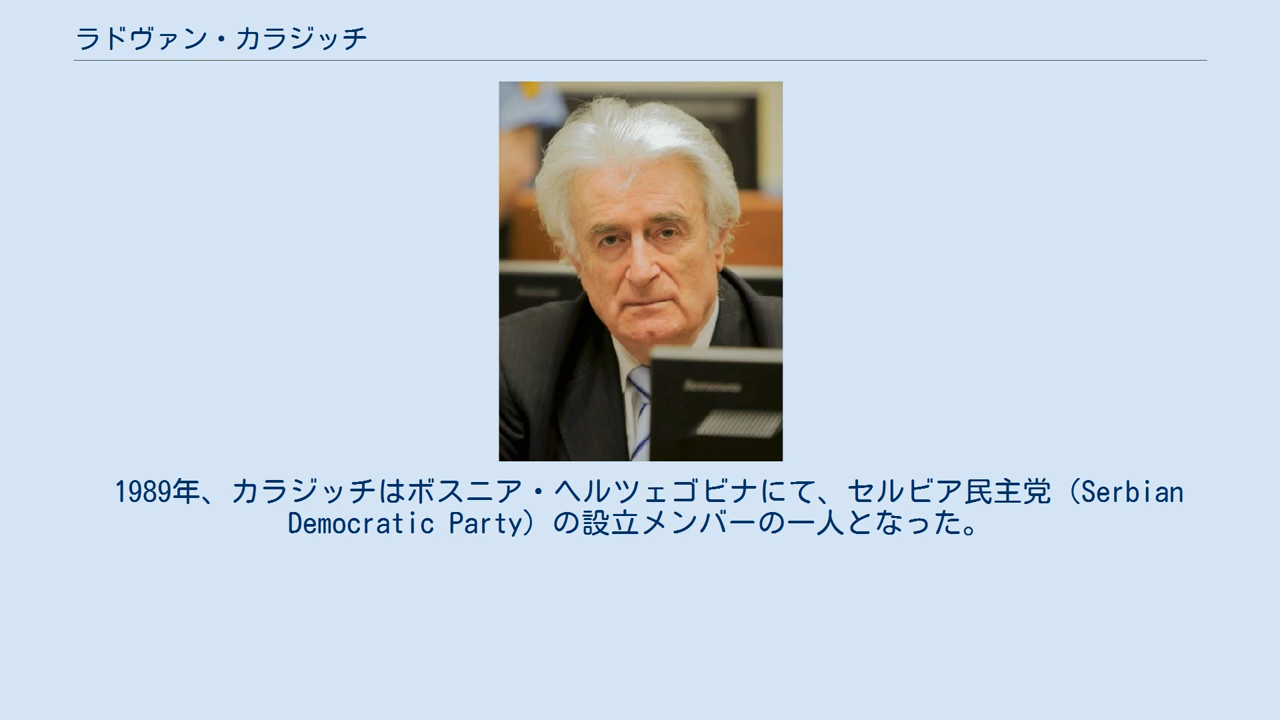 ラドヴァン・カラジッチ
1989年、カラジッチはボスニア・ヘルツェゴビナにて、セルビア民主党（Serbian
Democratic Party）の設立メンバーの一人となった。